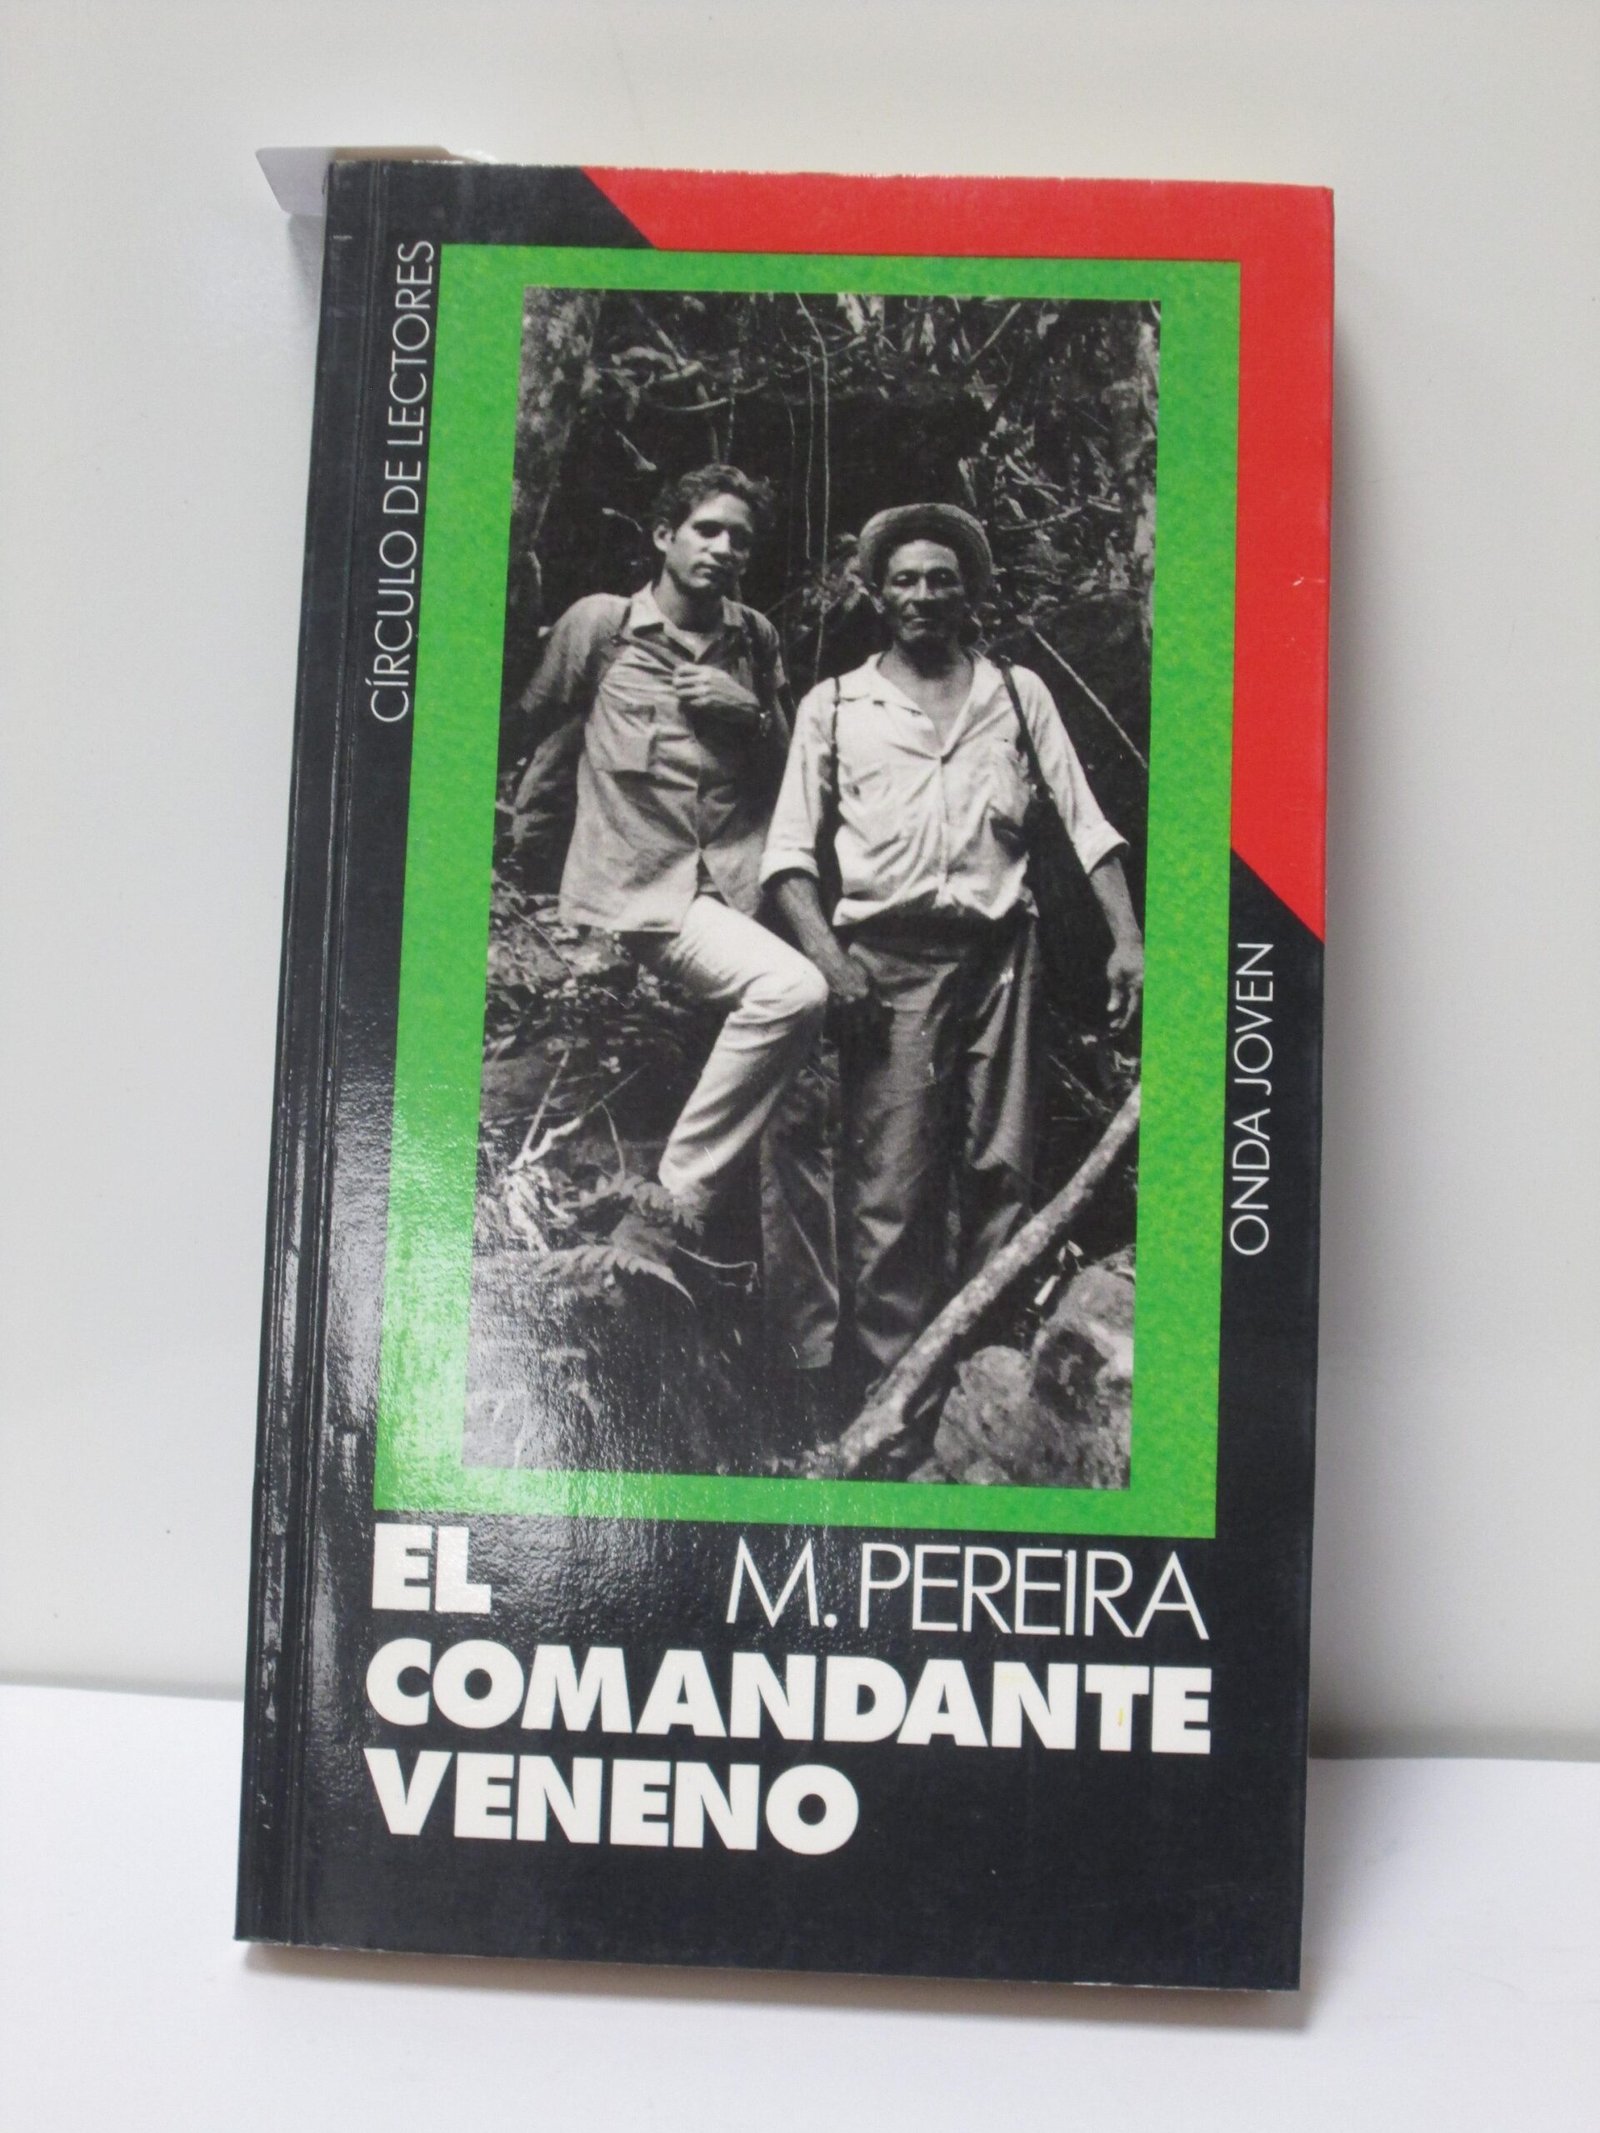 CÍRCULO DE LECTORES
ONDA JOVEN
M. PEREIRA
EL
COMANDANTE
VENENO